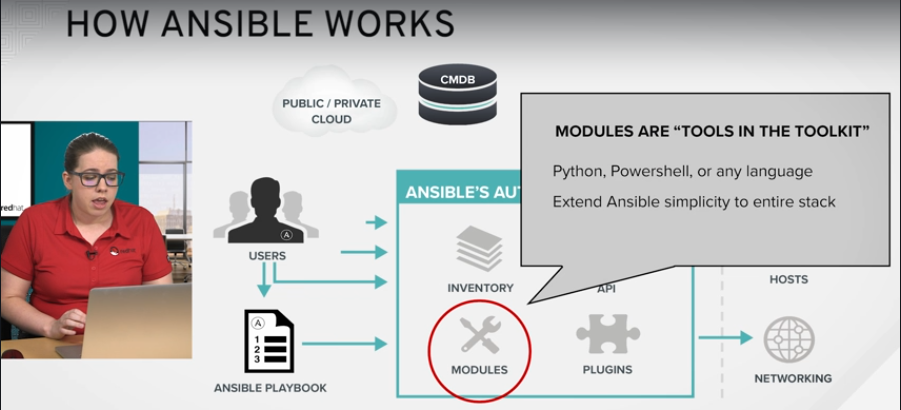 HOW ANSIBLE WORKS
CMDB
PUBLIC / PRIVATE
CLOUD
MODULES ARE “TOOLS IN THE TOOLKIT”
Python, Powershell, or any language
Extend Ansible simplicity to entire stack
ANSIBLE'S AUT
redhat
A
USERS
INVENTORY
API
HOSTS
A
1
2
3
MODULES
PLUGINS
ANSIBLE PLAYBOOK
NETWORKING